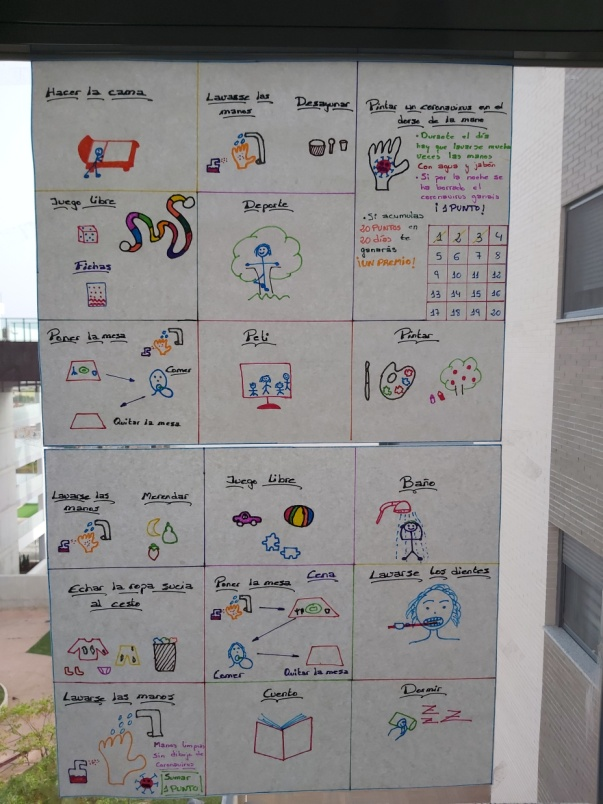 Hacer la cama
Lavarse las
manos
Desayunar
Pintar un coronavirus en el
dorso de la mano
• Durante el día
hay que lavarse mucha
veces las manos
Con agua y jabón
• Si por la noche se
ha borrado el
coronavirus ganais
¡1 PUNTO!
• Si acumulas
20 PUNTOS en
20 días te
ganarás
¡UN PREMIO!
1 2 3 4
5 6 7 8
9 10 11 12
13 14 15 16
17 18 19 20
Juego libre
Fichas
Deporte
Poner la mesa
Comer
Quitar la mesa
Peli
Pintar
Lavarse las
manos
Merendar
Juego libre
Baño
Echar la ropa sucia
al cesto
Poner la mesa
Cena
Comer
Quitar la mesa
Lavarse los dientes
Lavarse las manos
Manos limpias
Sin dibujo de
Coronavirus
Sumar
1 PUNTO
Cuento
Dormir
Z Z Z